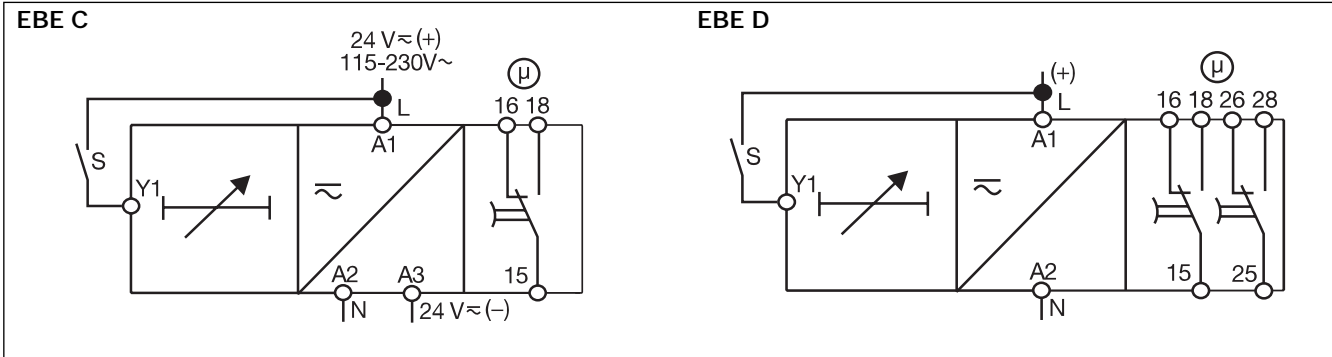 EBE C
24 V⎓∼ (+)
115-230V~
L
A1
µ
16 18
S
Y1
⎓
∼
A2
A3
15
N
24 V⎓∼ (–)
EBE D
(+)
L
A1
µ
16 18 26 28
S
Y1
⎓
∼
A2
15
25
N